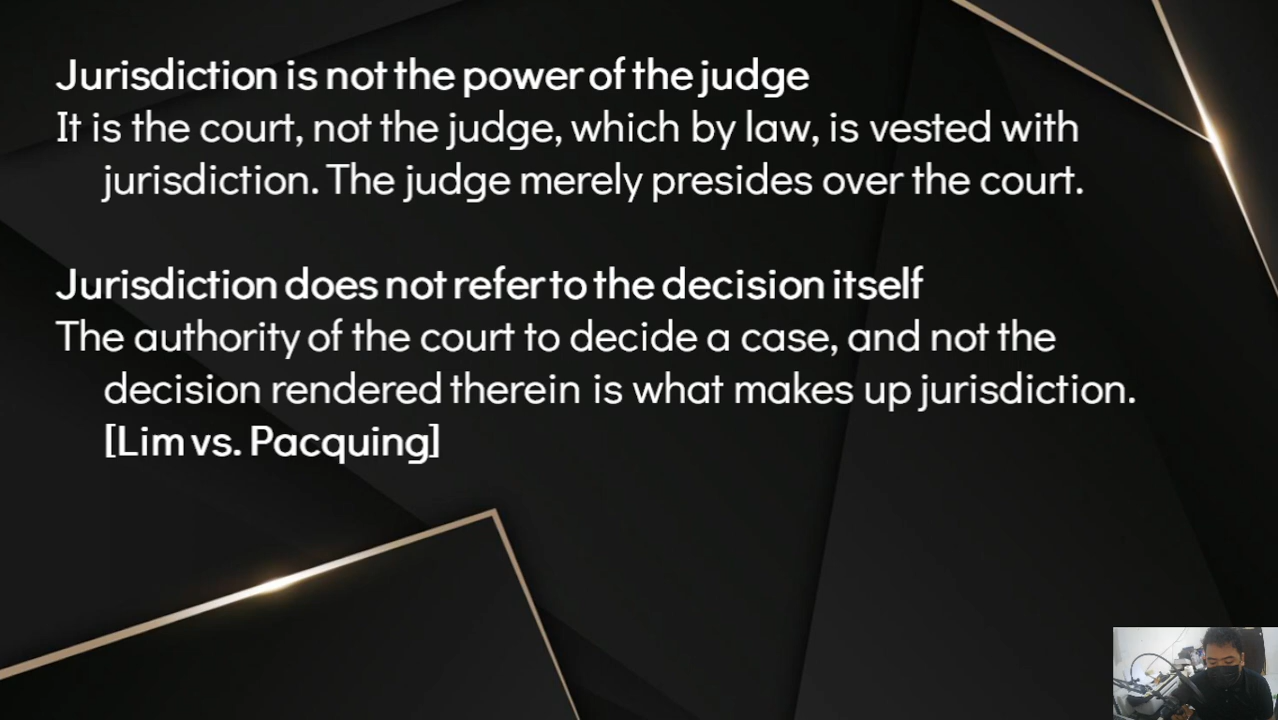 Jurisdiction is not the power of the judge
It is the court, not the judge, which by law, is vested with
jurisdiction. The judge merely presides over the court.
Jurisdiction does not refer to the decision itself
The authority of the court to decide a case, and not the
decision rendered therein is what makes up jurisdiction.
[Lim vs. Pacquing]